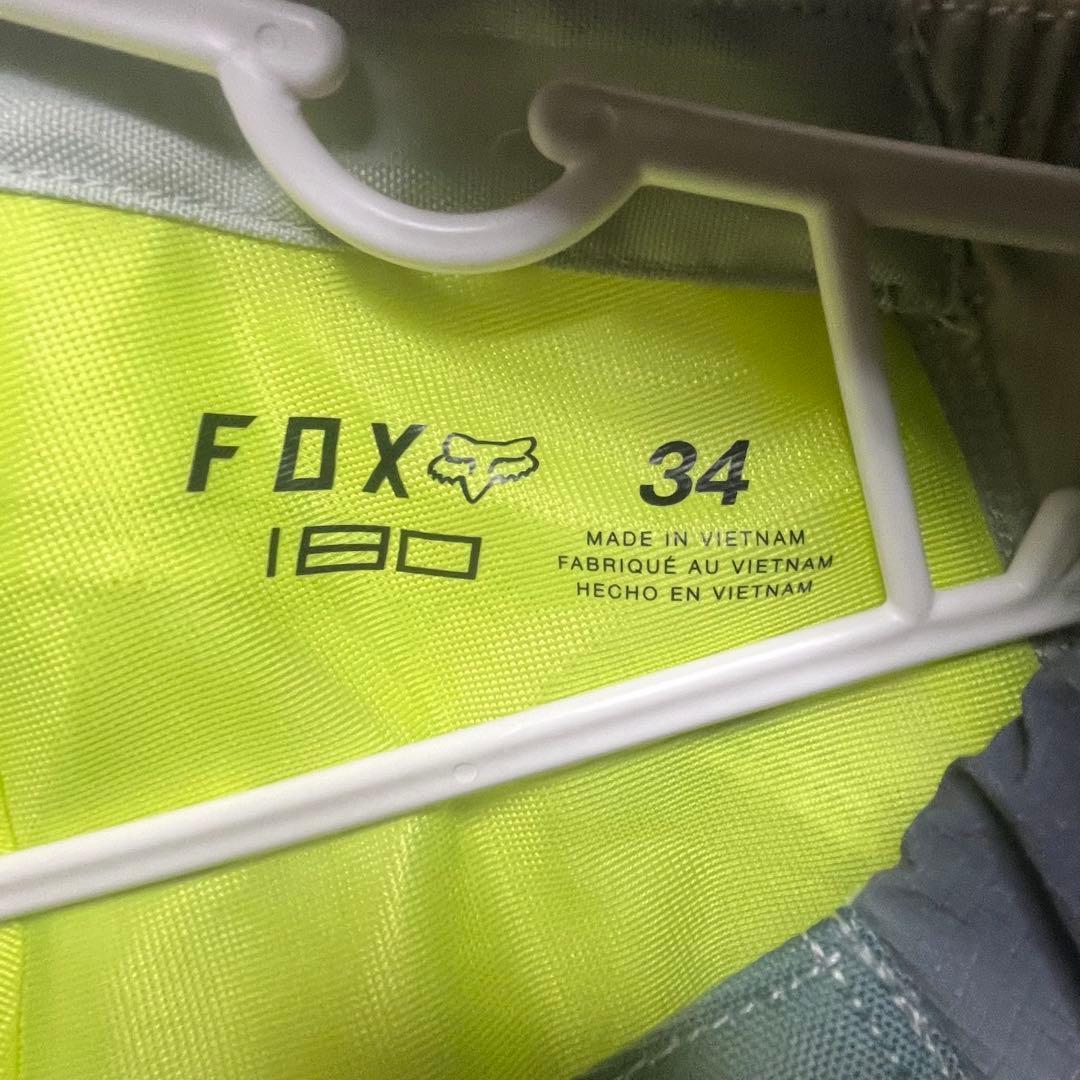 FOX
180
34
MADE IN VIETNAM
FABRIQUÉ AU VIETNAM
HECHO EN VIETNAM